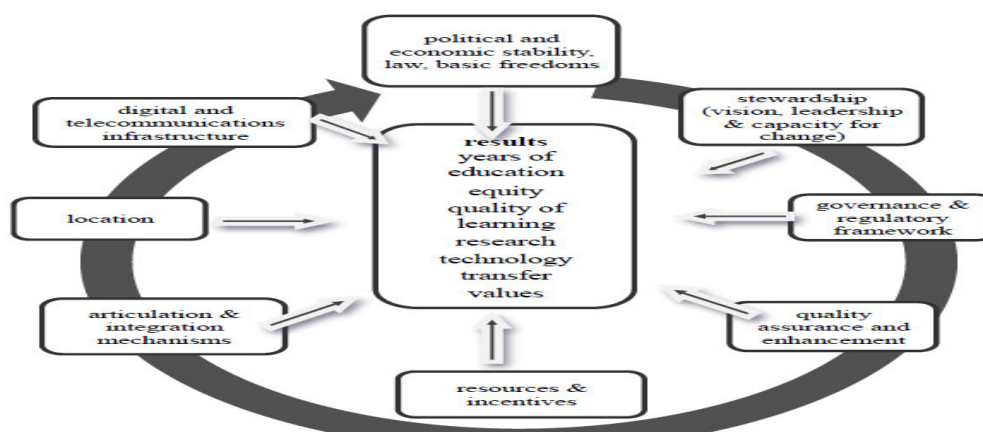 political and
economic stability,
law, basic freedoms
digital and
telecommunications
infrastructure
stewardship
(vision, leadership
& capacity for
change)
results
years of
education
equity
quality of
learning
research
technology
transfer
values
location
governance &
regulatory
framework
articulation &
integration
mechanisms
quality
assurance and
enhancement
resources &
incentives